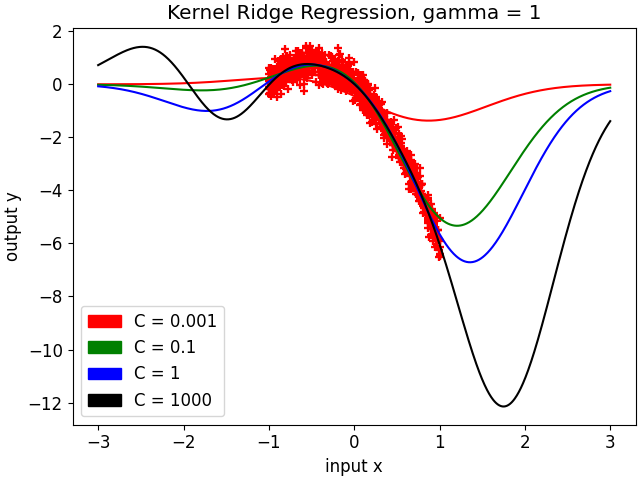 Kernel Ridge Regression, gamma = 1
output y
2
0
−2
−4
−6
−8
−10
−12
C = 0.001
C = 0.1
C = 1
C = 1000
−3
−2
−1
0
1
2
3
input x